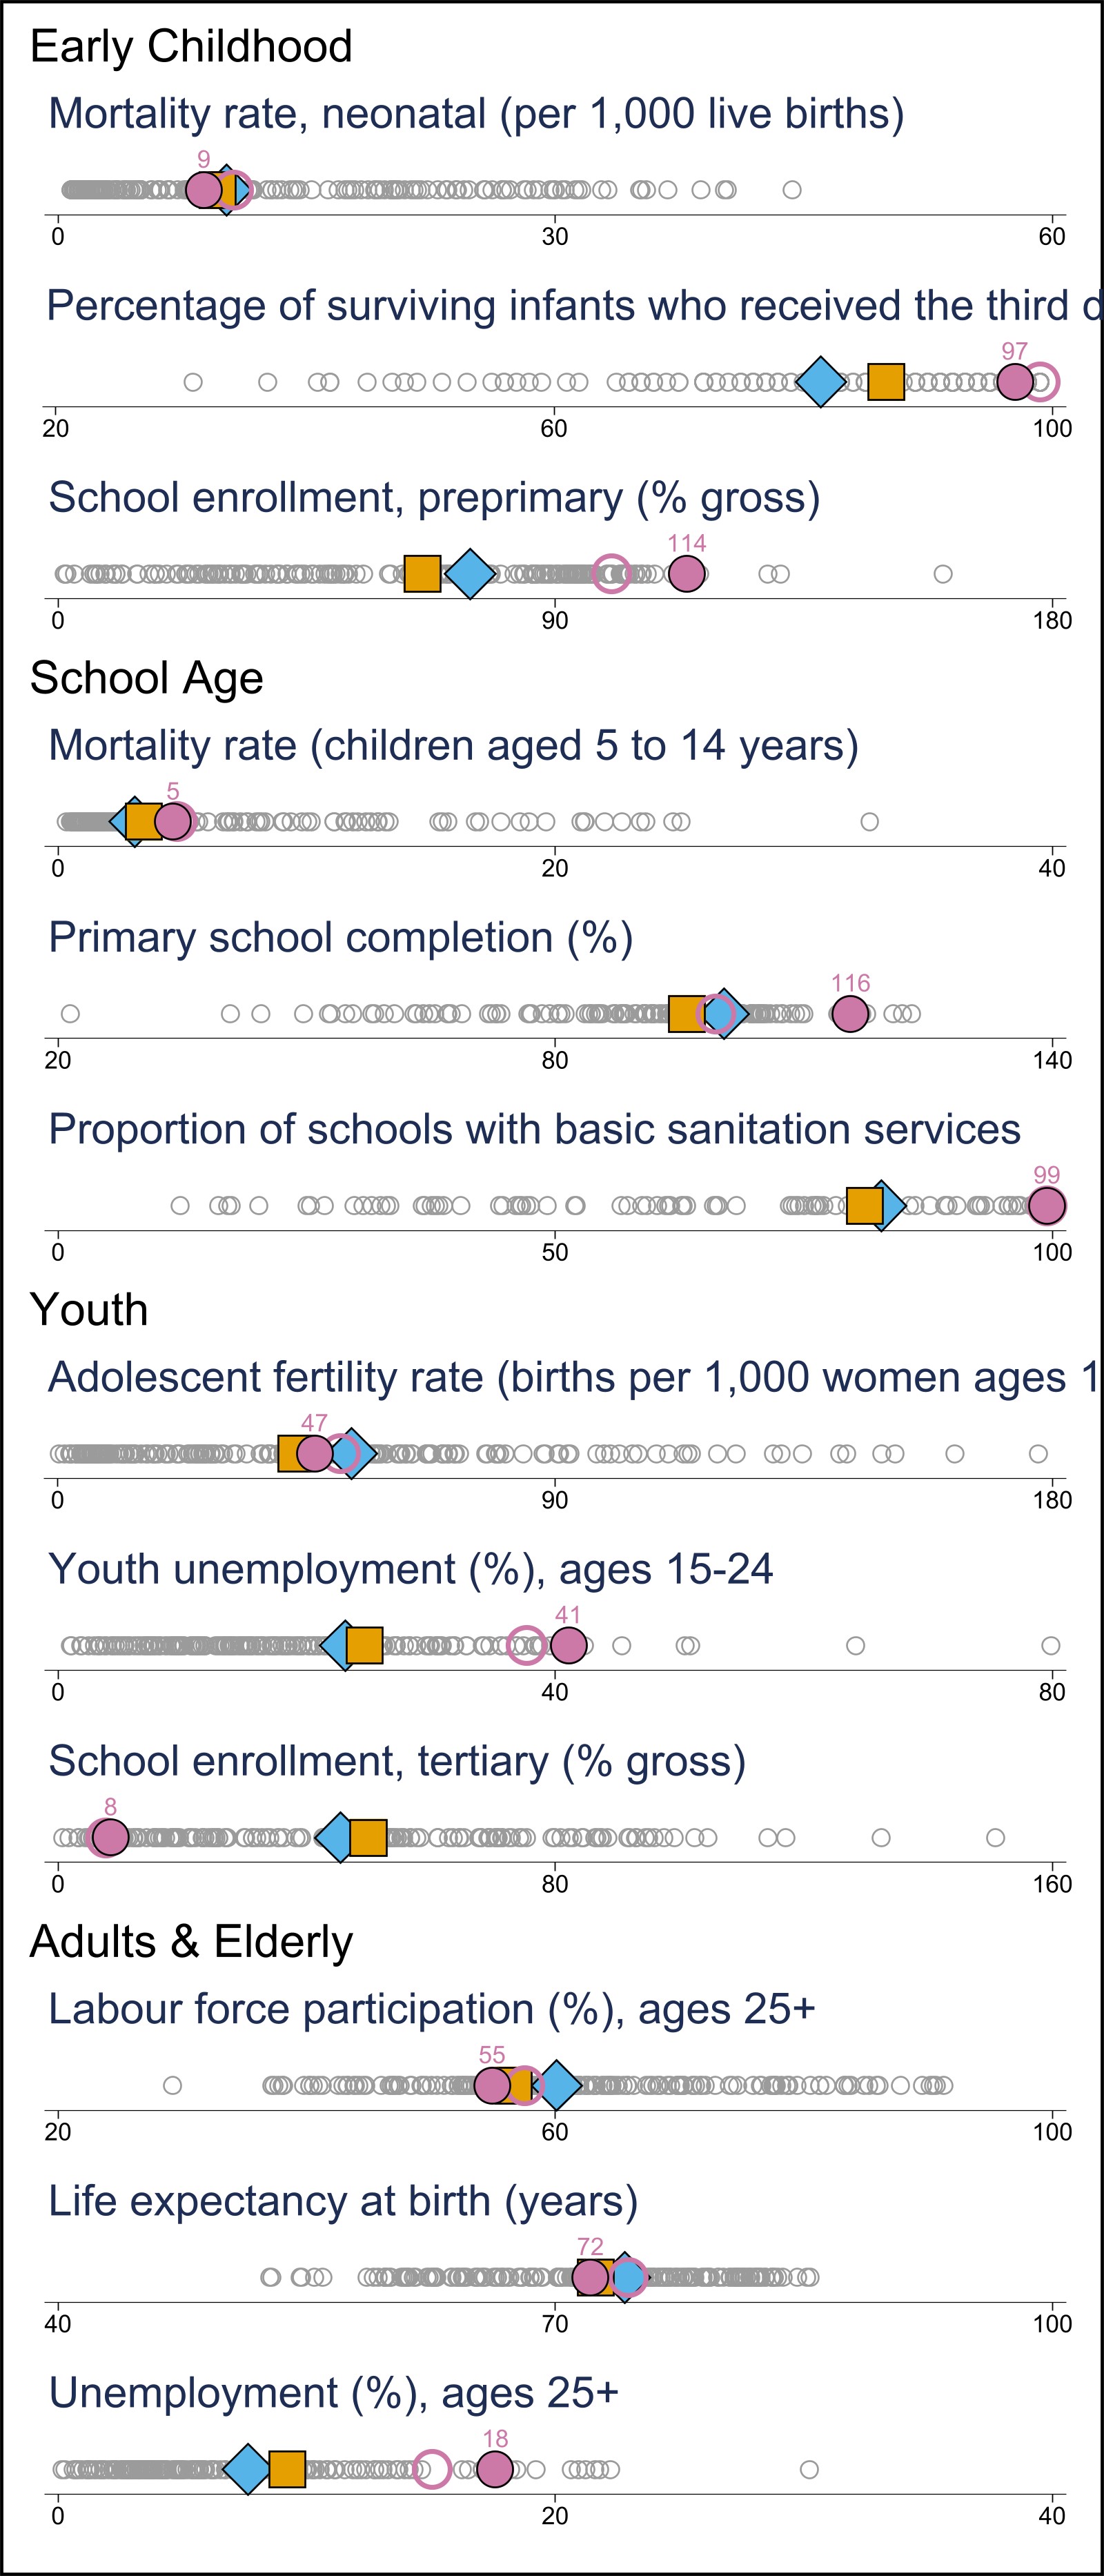 Early Childhood
Mortality rate, neonatal (per 1,000 live births)
9
0 30 60
Percentage of surviving infants who received the third d
97
20 60 100
School enrollment, preprimary (% gross)
114
0 90 180
School Age
Mortality rate (children aged 5 to 14 years)
5
0 20 40
Primary school completion (%)
116
20 80 140
Proportion of schools with basic sanitation services
99
0 50 100
Youth
Adolescent fertility rate (births per 1,000 women ages 1
47
0 90 180
Youth unemployment (%), ages 15-24
41
0 40 80
School enrollment, tertiary (% gross)
8
0 80 160
Adults & Elderly
Labour force participation (%), ages 25+
55
20 60 100
Life expectancy at birth (years)
72
40 70 100
Unemployment (%), ages 25+
18
0 20 40